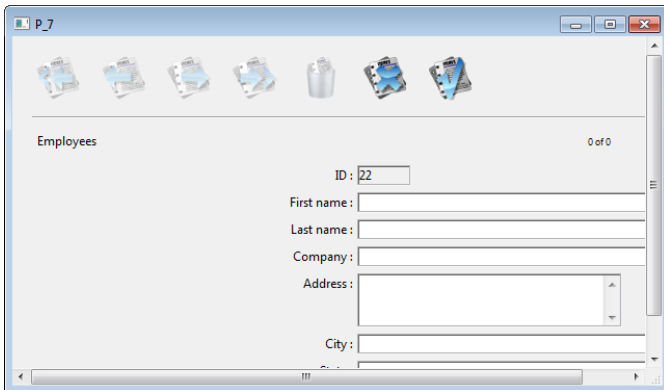 P_7
Employees
0 of 0
ID : 22
First name :
Last name :
Company :
Address :
City :